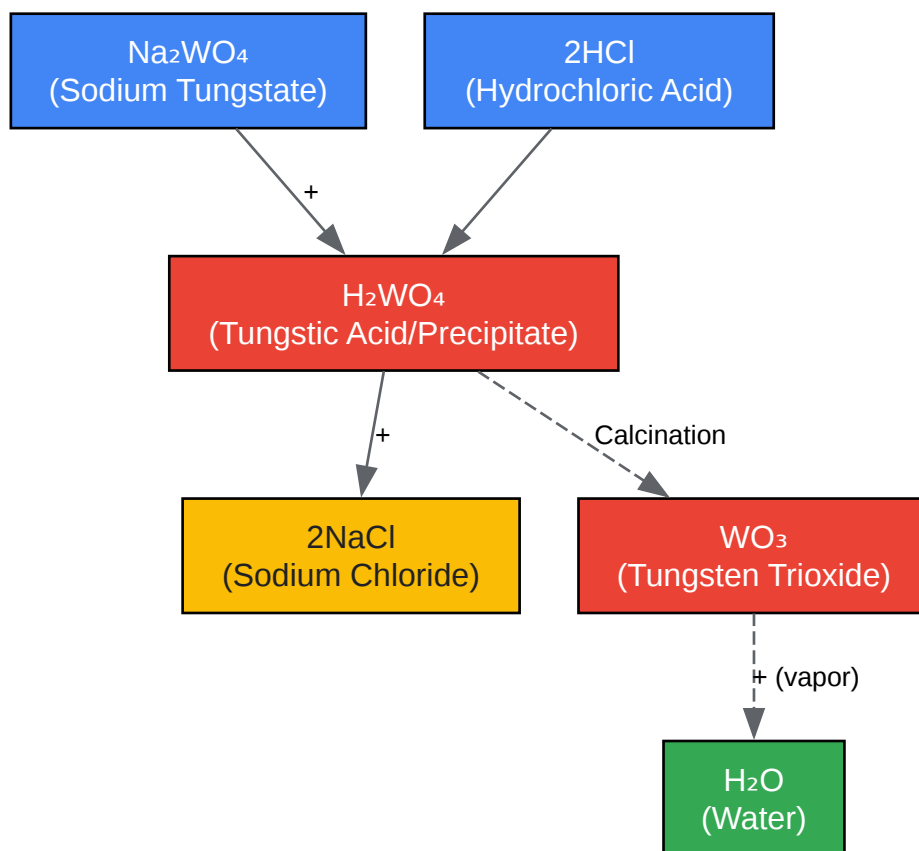 Na₂WO₄
(Sodium Tungstate)
2HCl
(Hydrochloric Acid)
+
H₂WO₄
(Tungstic Acid/Precipitate)
+
Calcination
2NaCl
(Sodium Chloride)
WO₃
(Tungsten Trioxide)
+ (vapor)
H₂O
(Water)